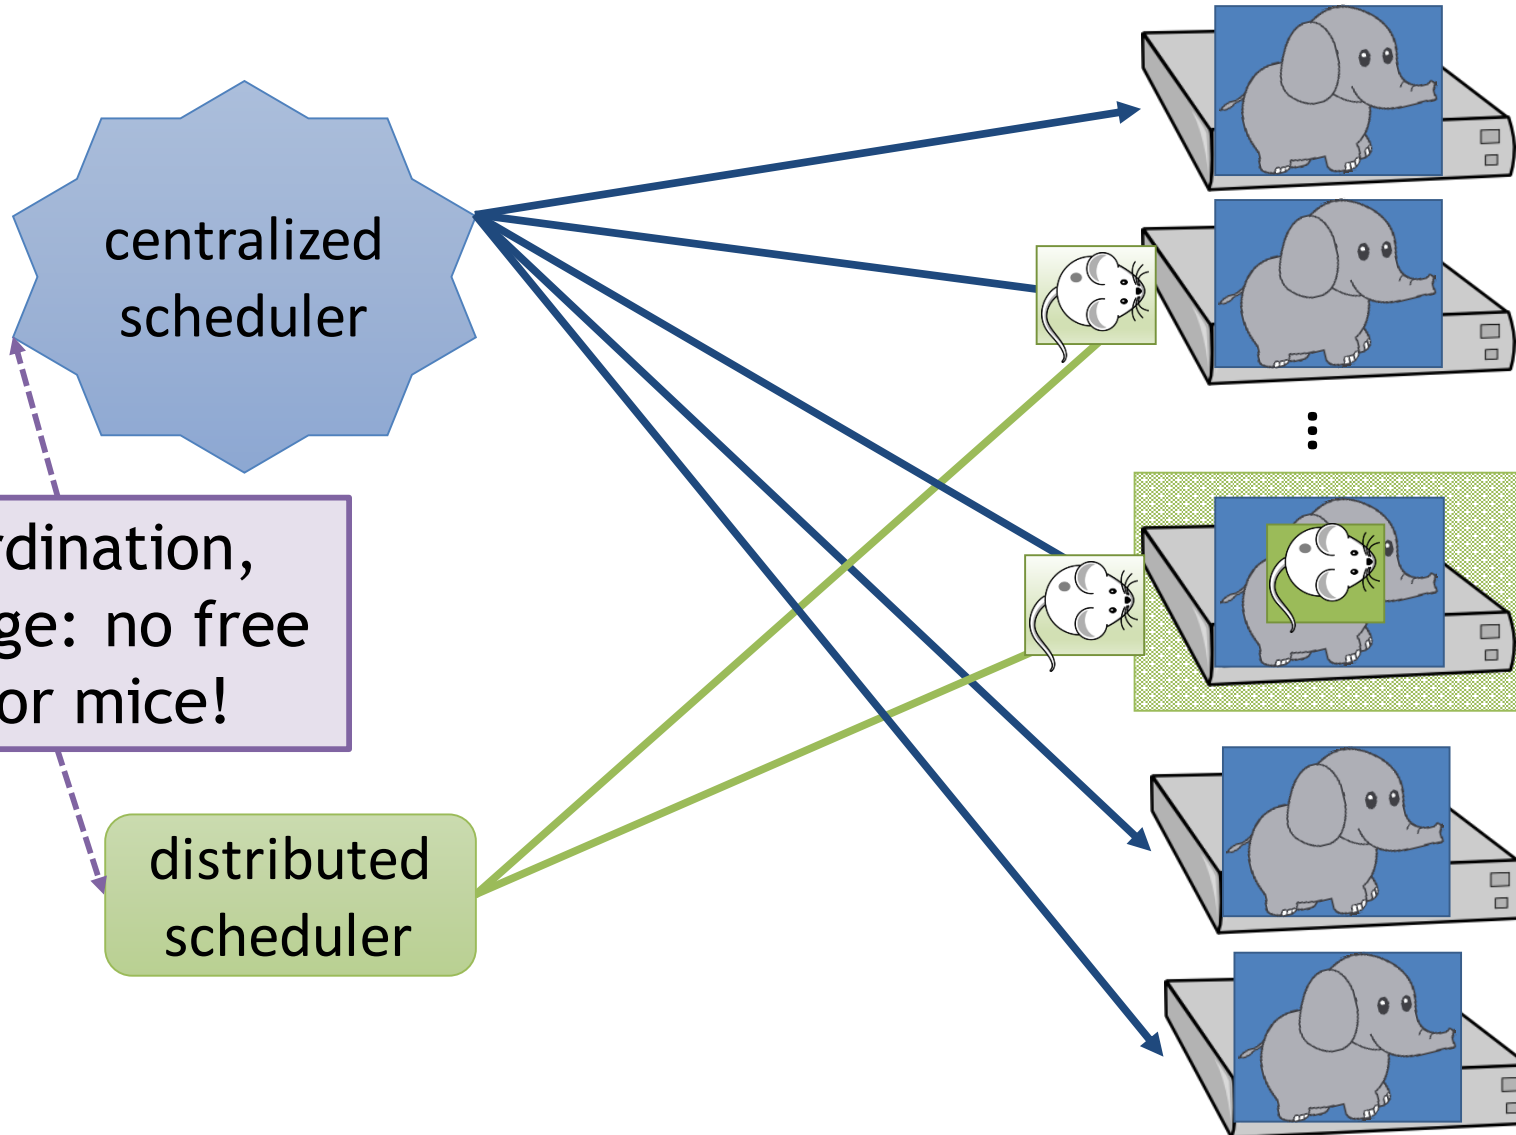 centralized
scheduler
rdination,
ge: no free
or mice!
distributed
scheduler